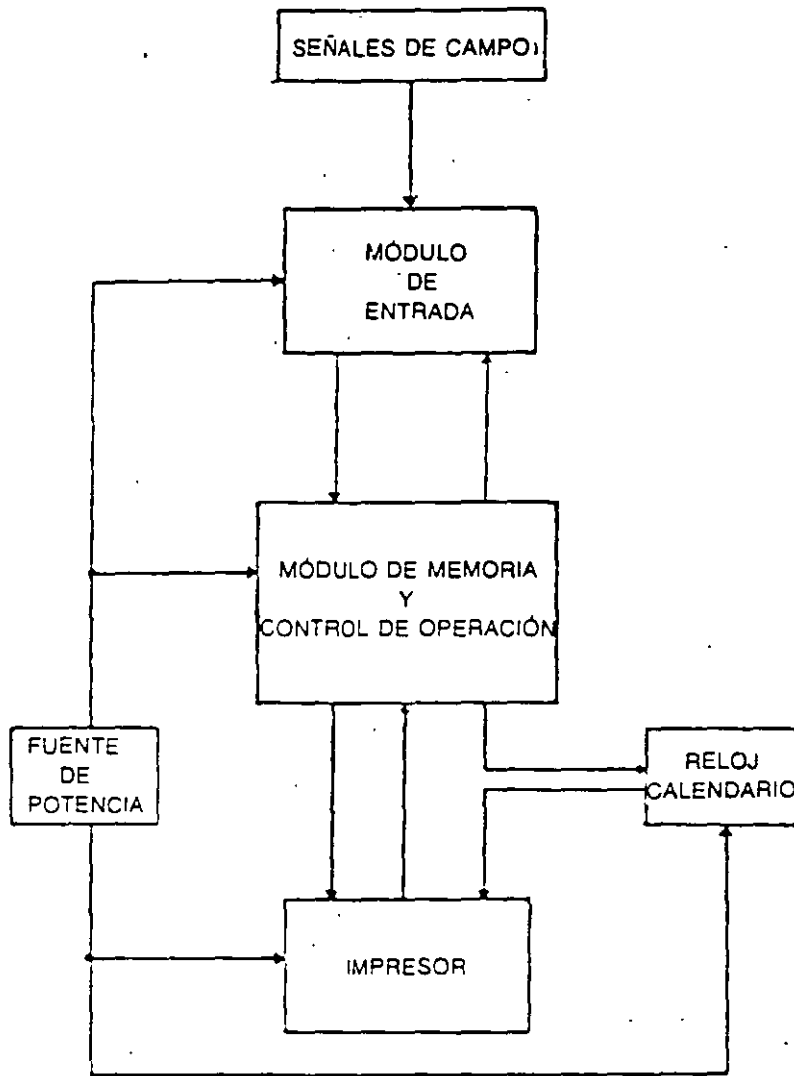 SEÑALES DE CAMPO
MÓDULO
DE
ENTRADA
MÓDULO DE MEMORIA
Y
CONTROL DE OPERACIÓN
FUENTE
DE
POTENCIA
RELOJ
CALENDARIO
IMPRESOR